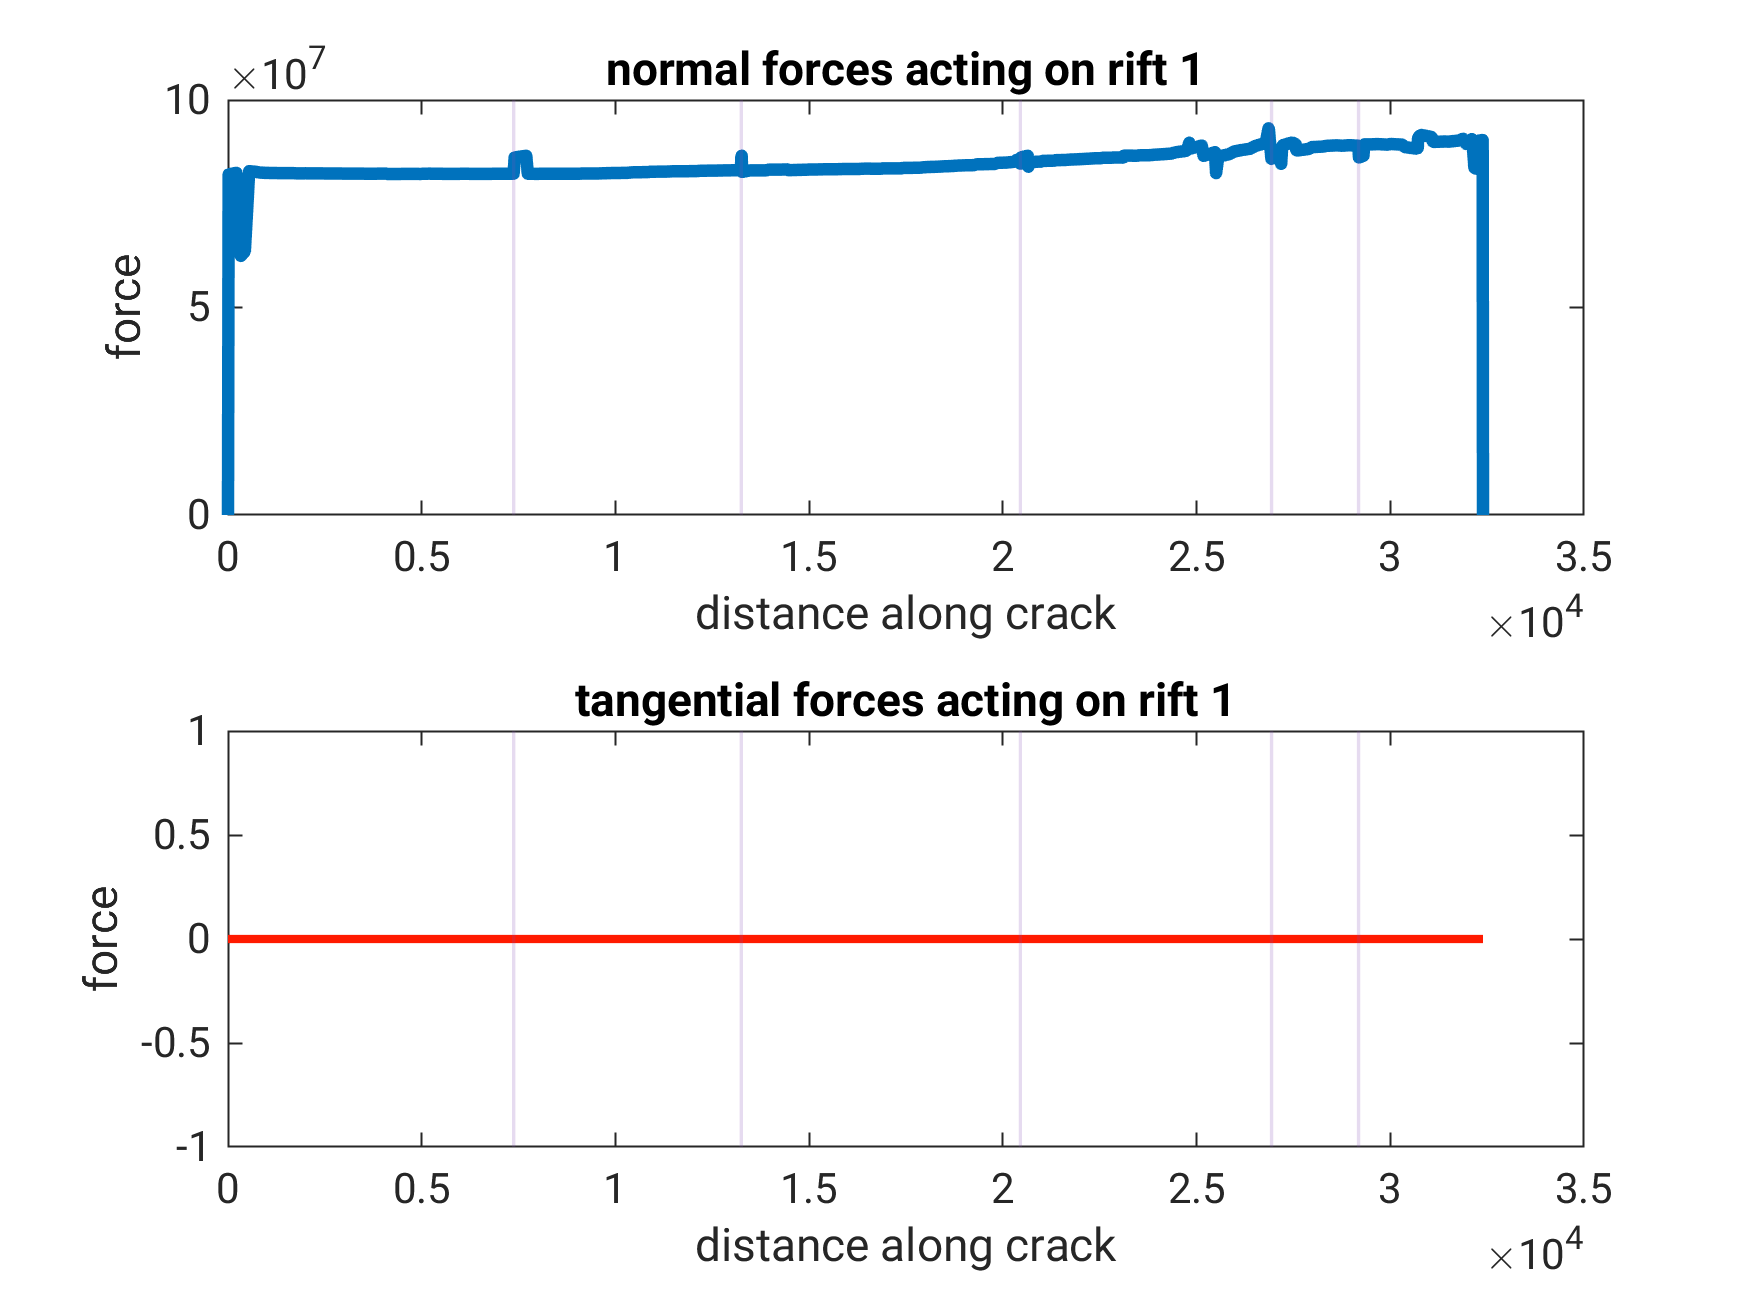 ×10^7
normal forces acting on rift 1
10
5
0
force
0 0.5 1 1.5 2 2.5 3 3.5
distance along crack
×10^4
tangential forces acting on rift 1
1
0.5
0
-0.5
-1
force
0 0.5 1 1.5 2 2.5 3 3.5
distance along crack
×10^4